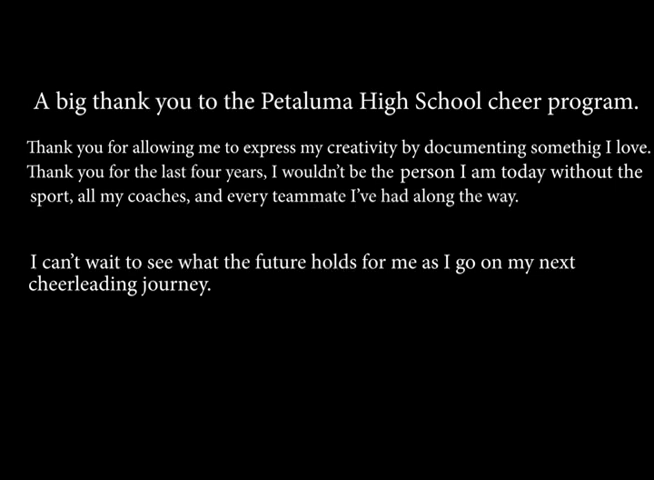 A big thank you to the Petaluma High School cheer program.
Thank you for allowing me to express my creativity by documenting somethig I love.
Thank you for the last four years, I wouldn't be the person I am today without the
sport, all my coaches, and every teammate I've had along the way.
I can't wait to see what the future holds for me as I go on my next
cheerleading journey.